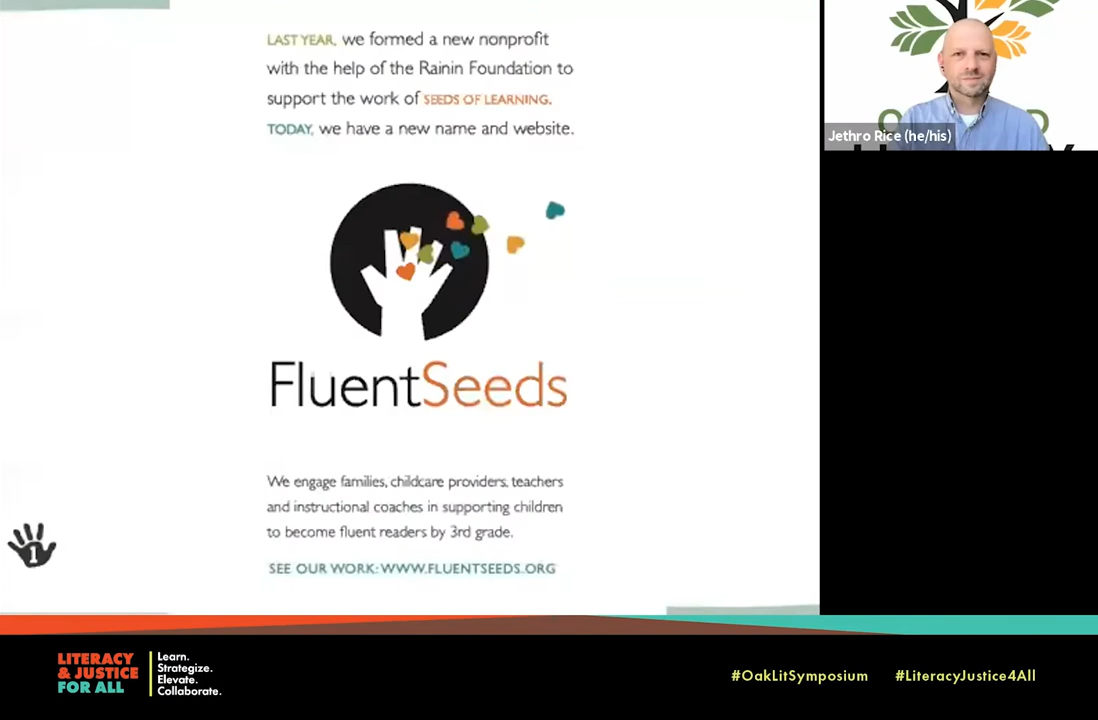 LAST YEAR, we formed a new nonprofit
with the help of the Rainin Foundation to
support the work of SEEDS OF LEARNING.
TODAY, we have a new name and website.
FluentSeeds
We engage families, childcare providers, teachers
and instructional coaches in supporting children
to become fluent readers by 3rd grade.
SEE OUR WORK: WWW.FLUENTSEEDS.ORG
1
Jethro Rice (he/his)
LITERACY
& JUSTICE
FOR ALL
Learn.
Strategize.
Elevate.
Collaborate.
#OakLitSymposium
#LiteracyJustice4All